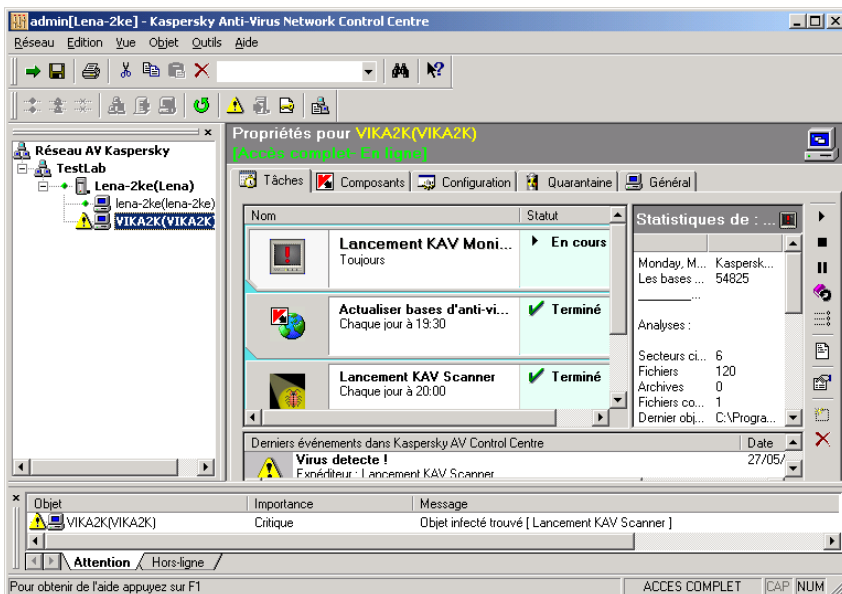 admin[Lena-2ke] - Kaspersky Anti-Virus Network Control Centre
Réseau Edition Vue Objet Outils Aide
Réseau AV Kaspersky
TestLab
Lena-2ke(Lena)
lena-2ke(lena-2ke)
VIKA2K(VIKA2K
Propriétés pour VIKA2K(VIKA2K)
[Accès complet- En ligne]
Tâches Composants Configuration Quarantaine Général
Nom Statut
Lancement KAV Moni... En cours
Toujours
Actualiser bases d'anti-vi... Terminé
Chaque jour à 19:30
Lancement KAV Scanner Terminé
Chaque jour à 20:00
Statistiques de : ...
Monday, M... Kaspersk...
Les bases ... 54825
________...
Analyses :
Secteurs ci... 6
Fichiers 120
Archives 0
Fichiers co... 1
Dernier obj... C:\Progra...
Derniers événements dans Kaspersky AV Control Centre Date
Virus detecte ! 27/05/
Expéditeur : Lancement KAV Scanner
Objet Importance Message
VIKA2K(VIKA2K) Critique Objet infecté trouvé [ Lancement KAV Scanner ]
Attention Hors-ligne
Pour obtenir de l'aide appuyez sur F1 ACCES COMPLET CAP NUM